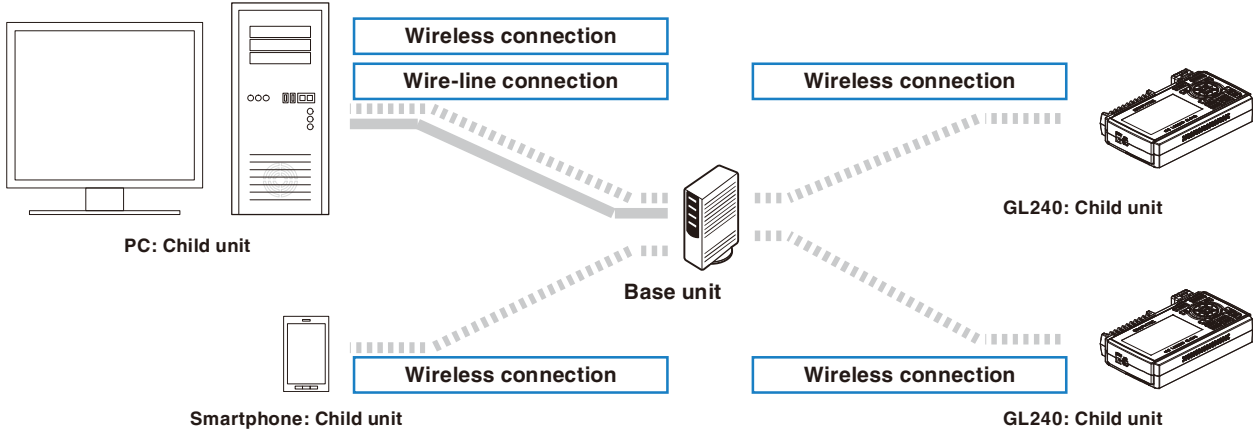 Wireless connection
Wire-line connection
Wireless connection
PC: Child unit
GL240: Child unit
Base unit
Wireless connection
Wireless connection
Smartphone: Child unit
GL240: Child unit